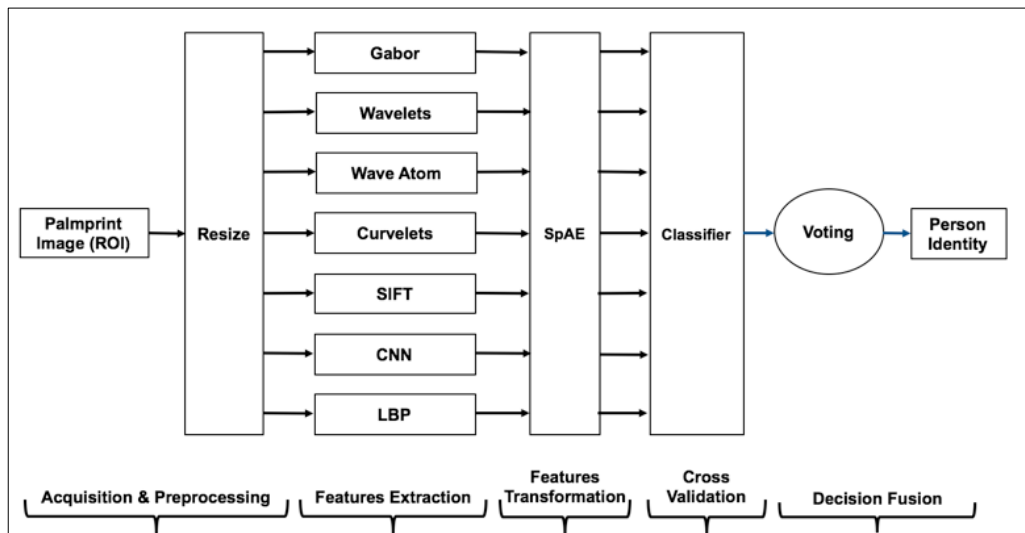 Gabor
Wavelets
Wave Atom
Curvelets
SIFT
CNN
LBP
Palmprint
Image (ROI)
Resize
SpAE
Classifier
Voting
Person
Identity
Acquisition & Preprocessing
Features Extraction
Features
Transformation
Cross
Validation
Decision Fusion